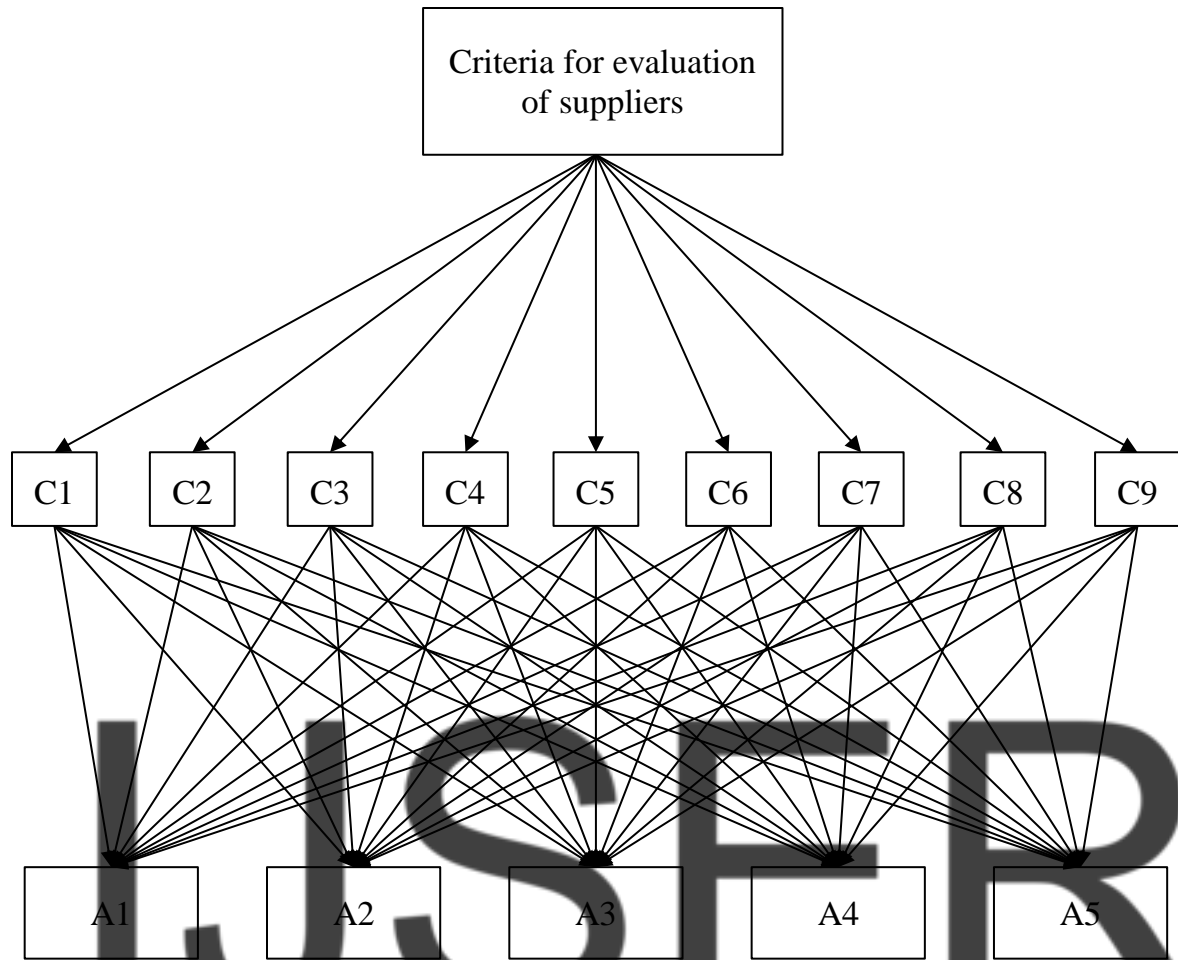 Criteria for evaluation
of suppliers
C1 C2 C3 C4 C5 C6 C7 C8 C9
IJSER
A1 A2 A3 A4 A5